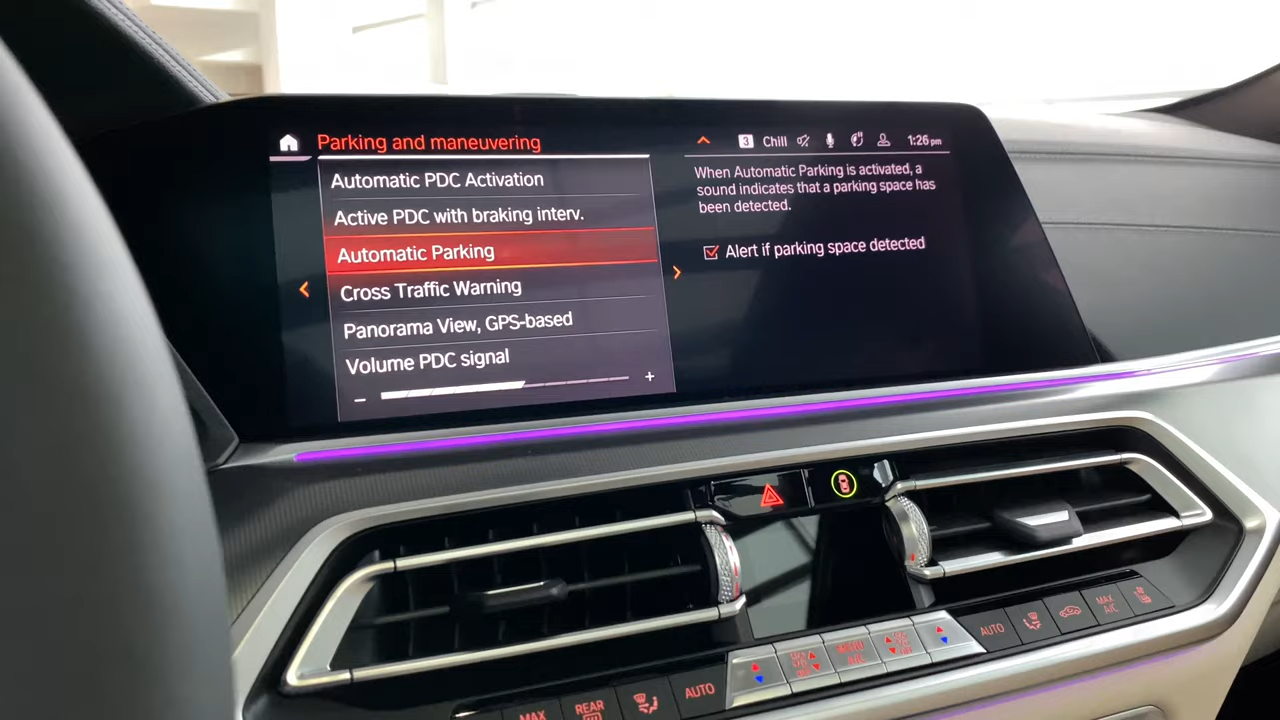 Parking and maneuvering
3 Chill 1:26pm
Automatic PDC Activation
Active PDC with braking interv.
Automatic Parking
Cross Traffic Warning
Panorama View, GPS-based
Volume PDC signal
− +
When Automatic Parking is activated, a
sound indicates that a parking space has
been detected.
Alert if parking space detected
MAX
REAR
AUTO
MENU
A/C
AUTO
MAX
A/C